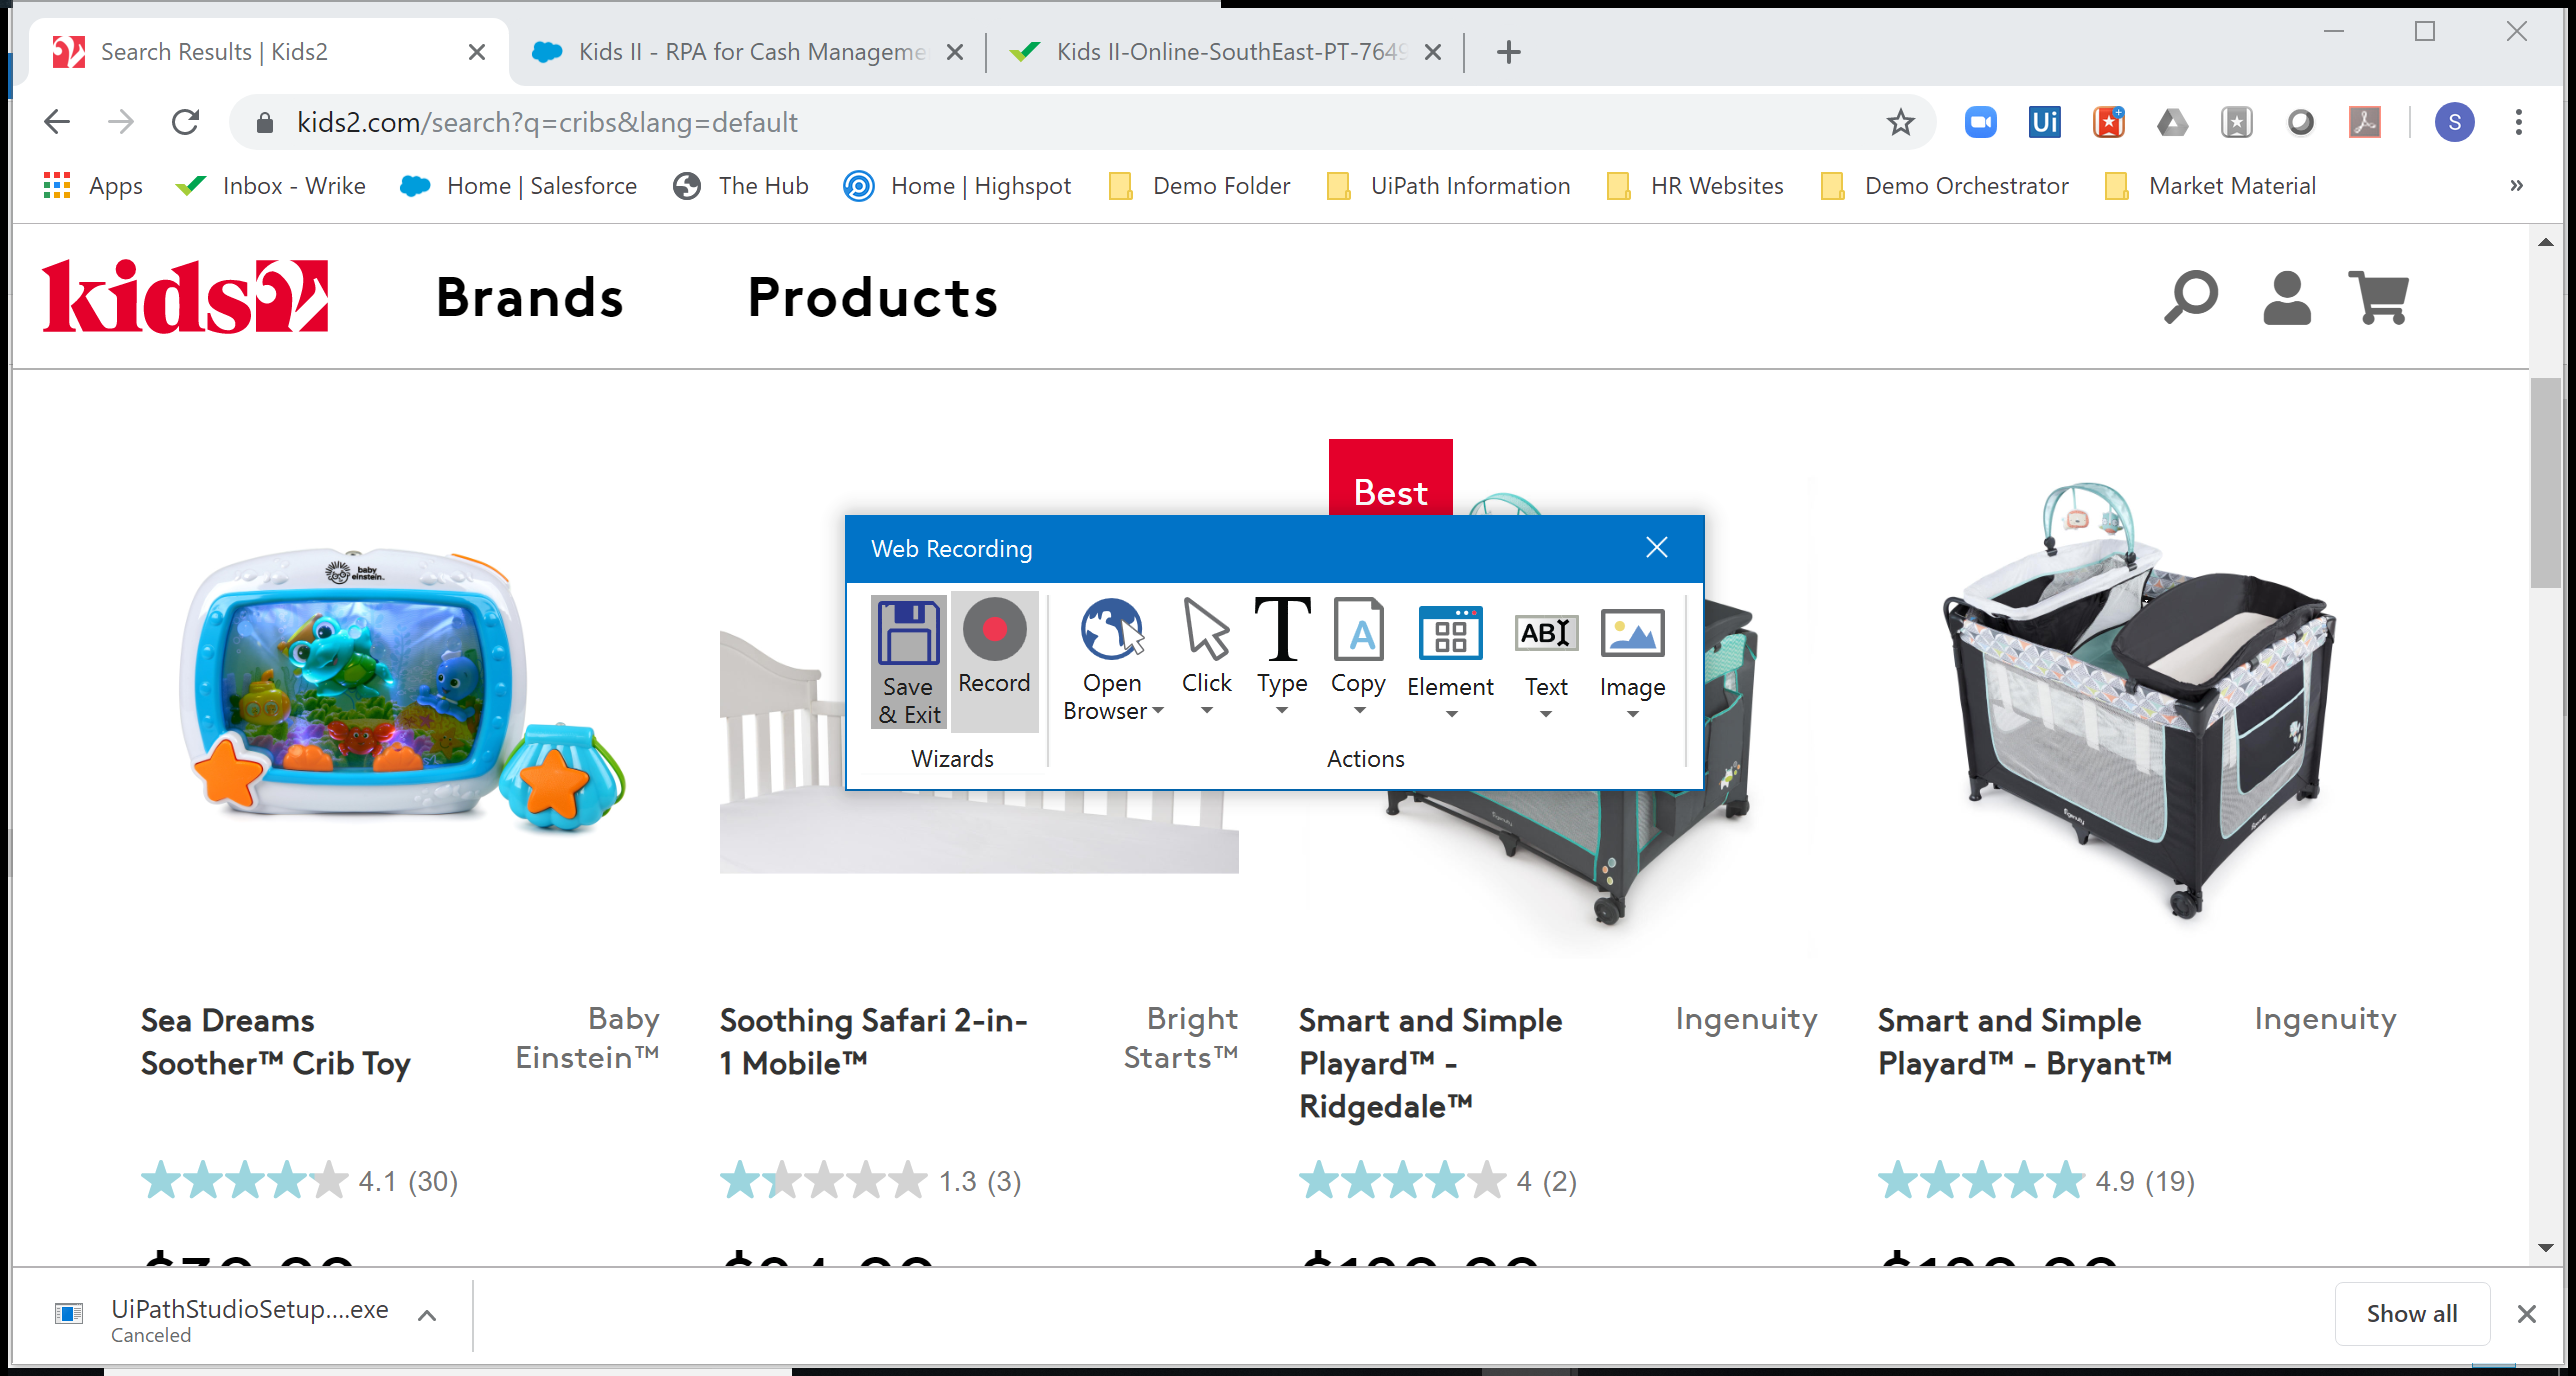 Search Results | Kids2
Kids II - RPA for Cash Manageme
Kids II-Online-SouthEast-PT-7649
kids2.com/search?q=cribs&lang=default
Ui
S
Apps
Inbox - Wrike
Home | Salesforce
The Hub
Home | Highspot
Demo Folder
UiPath Information
HR Websites
Demo Orchestrator
Market Material
»
kids2
Brands
Products
Best
Web Recording
Save
& Exit
Record
Open
Browser
Click
Type
Copy
Element
Text
Image
Wizards
Actions
baby
einstein.
Sea Dreams
Soother™ Crib Toy
Baby
Einstein™
Soothing Safari 2-in-
1 Mobile™
Bright
Starts™
Smart and Simple
Playard™ -
Ridgedale™
Ingenuity
Smart and Simple
Playard™ - Bryant™
Ingenuity
4.1 (30)
1.3 (3)
4 (2)
4.9 (19)
UiPathStudioSetup....exe
Canceled
Show all